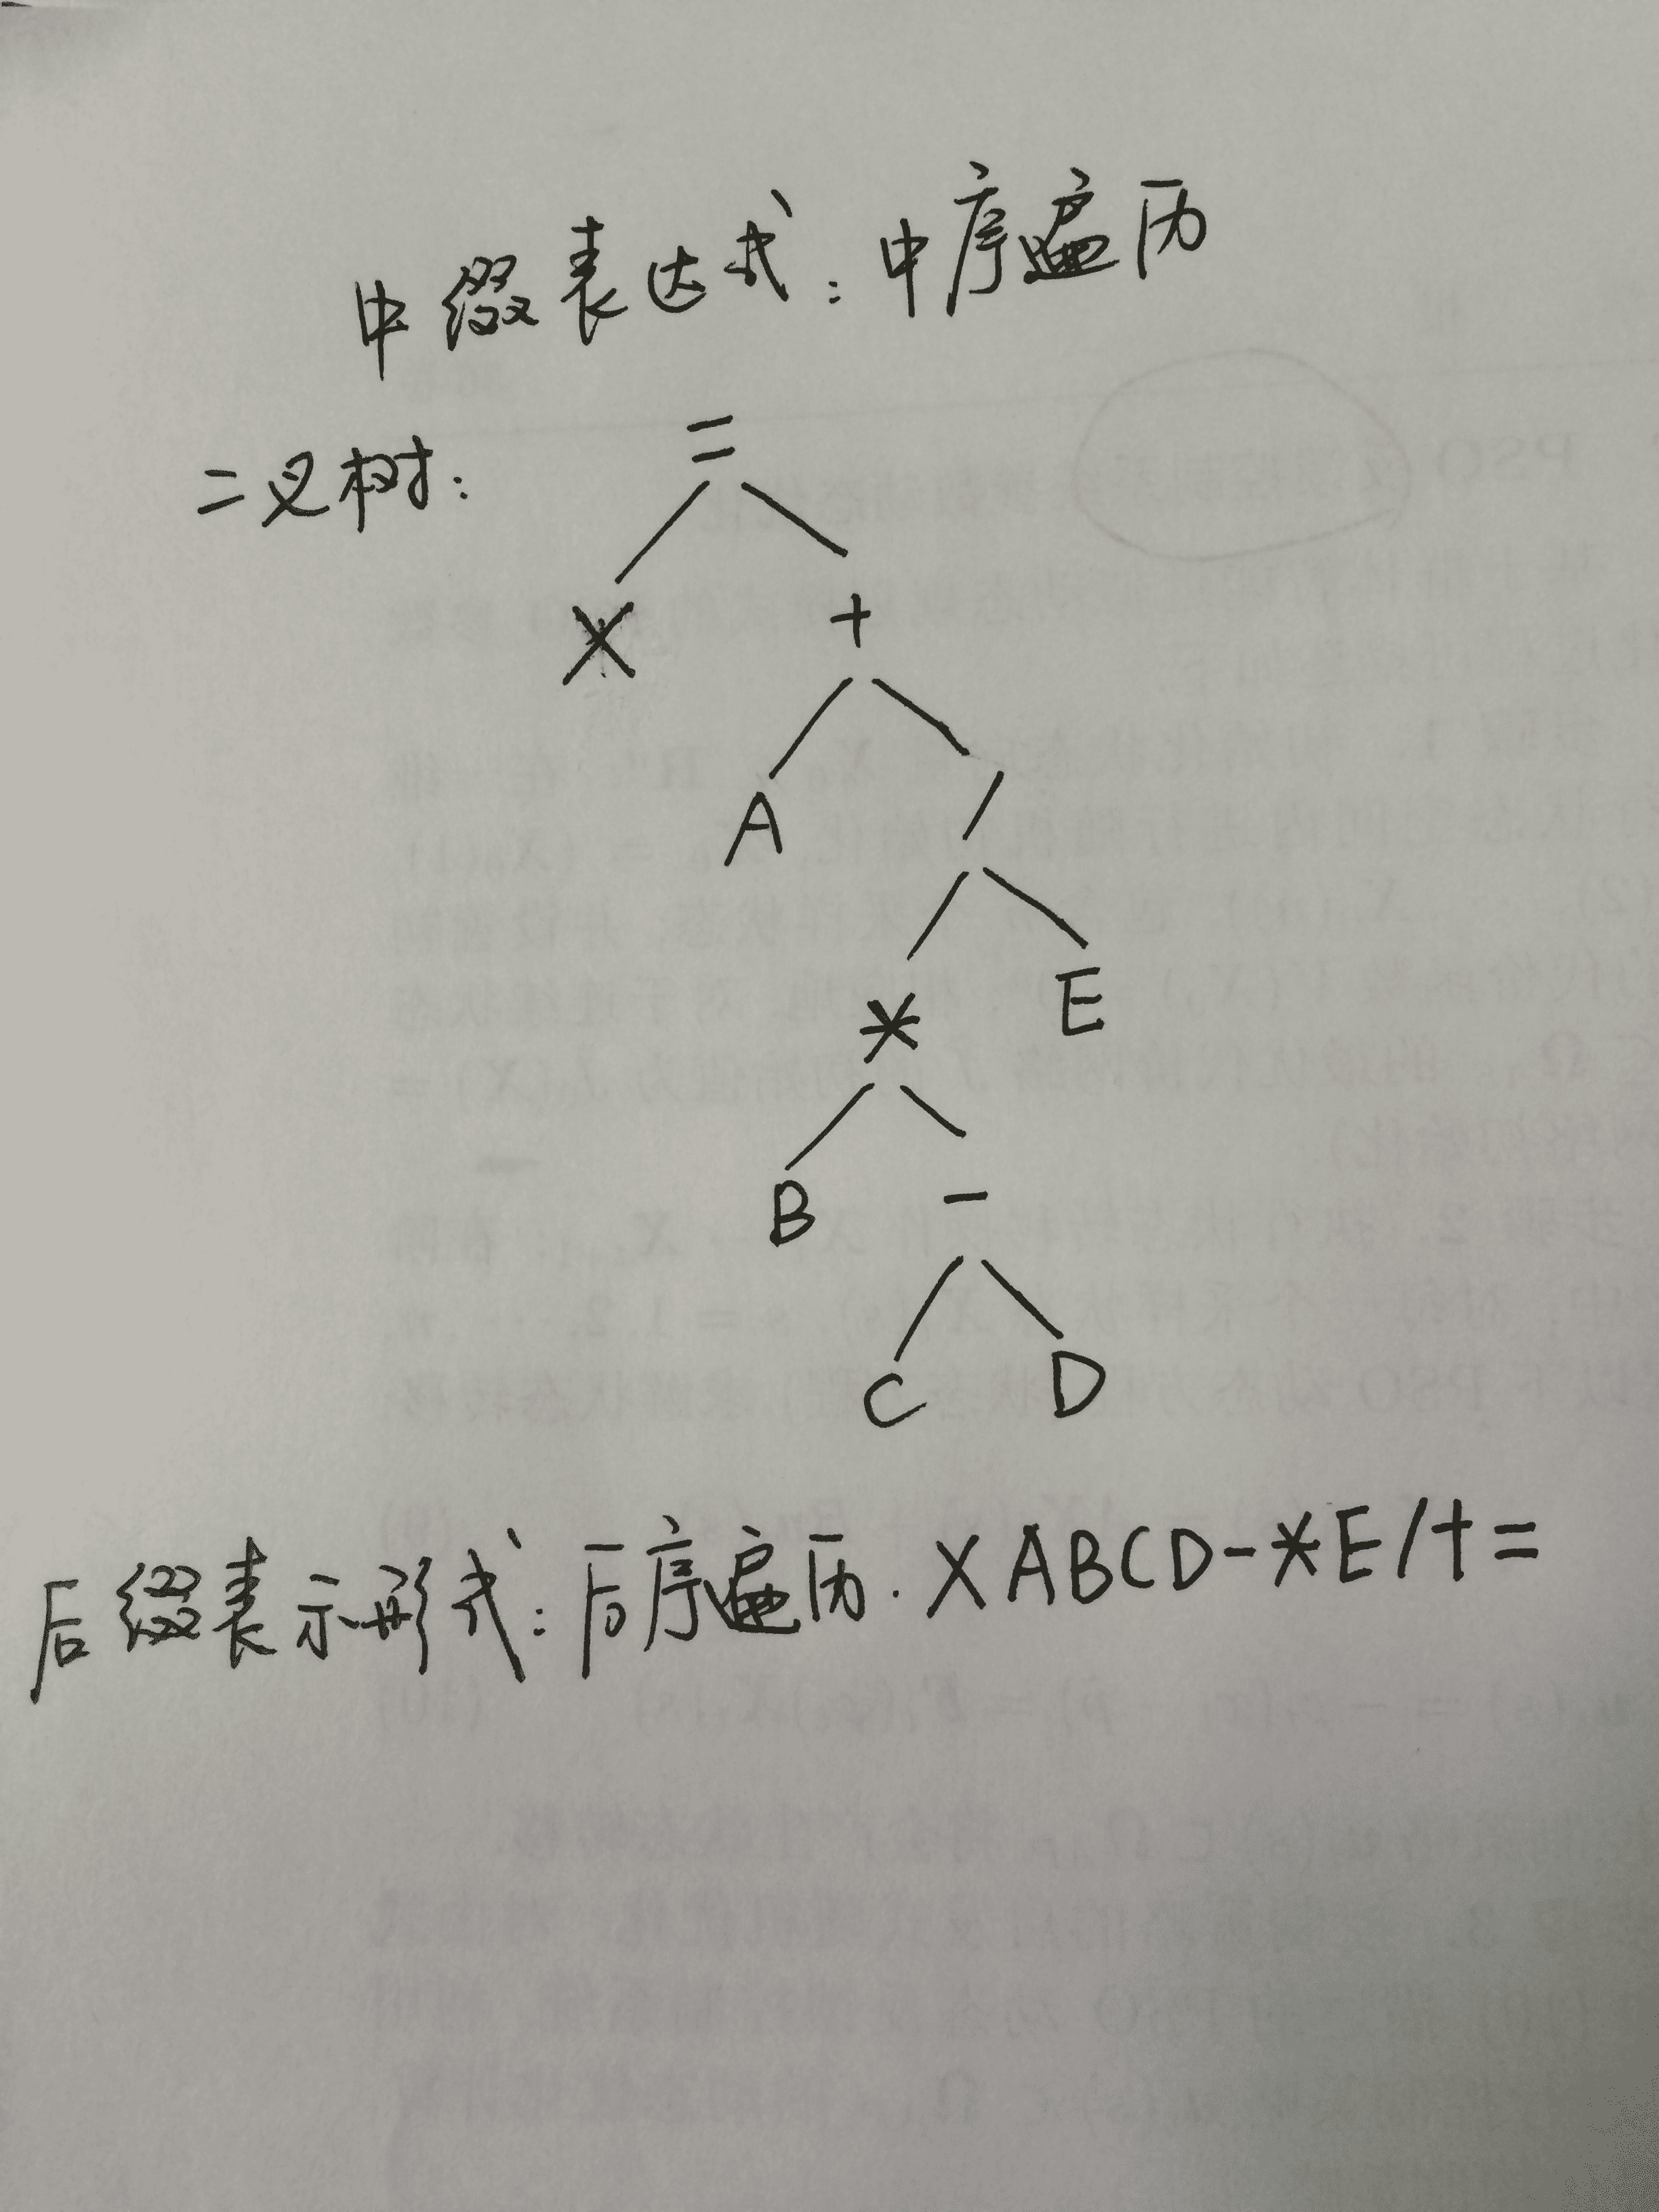 中缀表达式：中序遍历
二叉树：
=
X +
A /
* E
B -
C D
后缀表示形式：后序遍历．XABCD-*E/+=